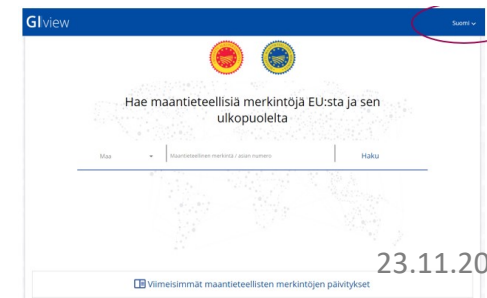 GIview
Suomi
Hae maantieteellisiä merkintöjä EU:sta ja sen
ulkopuolelta
Maa
Maantieteellinen merkintä / asian numero
Haku
23.11.20
Viimeisimmät maantieteellisten merkintöjen päivitykset